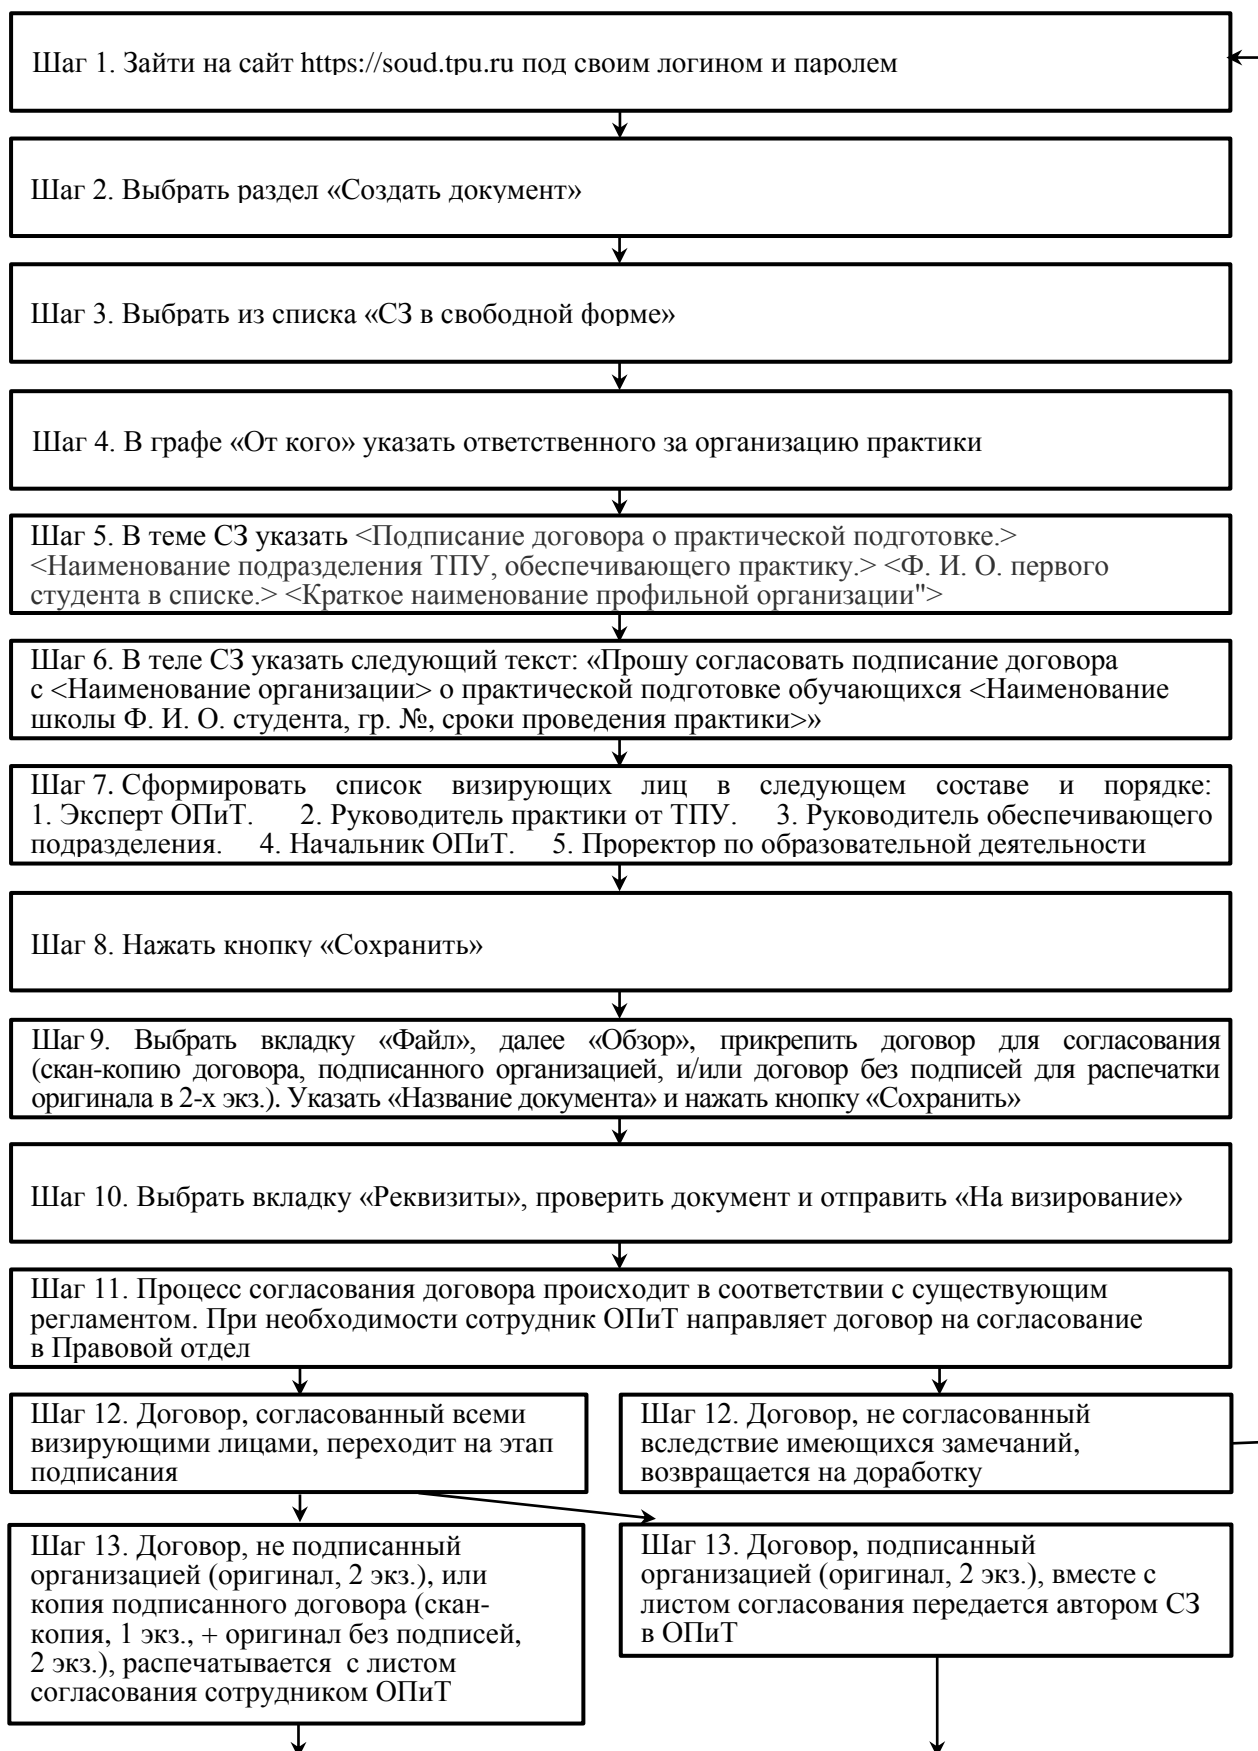 Шаг 1. Зайти на сайт https://soud.tpu.ru под своим логином и паролем
Шаг 2. Выбрать раздел «Создать документ»
Шаг 3. Выбрать из списка «СЗ в свободной форме»
Шаг 4. В графе «От кого» указать ответственного за организацию практики
Шаг 5. В теме СЗ указать <Подписание договора о практической подготовке.>
<Наименование подразделения ТПУ, обеспечивающего практику.> <Ф. И. О. первого
студента в списке.> <Краткое наименование профильной организации">
Шаг 6. В теле СЗ указать следующий текст: «Прошу согласовать подписание договора
с <Наименование организации> о практической подготовке обучающихся <Наименование
школы Ф. И. О. студента, гр. №, сроки проведения практики>»
Шаг 7. Сформировать список визирующих лиц в следующем составе и порядке:
1. Эксперт ОПиТ. 2. Руководитель практики от ТПУ. 3. Руководитель обеспечивающего
подразделения. 4. Начальник ОПиТ. 5. Проректор по образовательной деятельности
Шаг 8. Нажать кнопку «Сохранить»
Шаг 9. Выбрать вкладку «Файл», далее «Обзор», прикрепить договор для согласования
(скан-копию договора, подписанного организацией, и/или договор без подписей для распечатки
оригинала в 2-х экз.). Указать «Название документа» и нажать кнопку «Сохранить»
Шаг 10. Выбрать вкладку «Реквизиты», проверить документ и отправить «На визирование»
Шаг 11. Процесс согласования договора происходит в соответствии с существующим
регламентом. При необходимости сотрудник ОПиТ направляет договор на согласование
в Правовой отдел
Шаг 12. Договор, согласованный всеми
визирующими лицами, переходит на этап
подписания
Шаг 12. Договор, не согласованный
вследствие имеющихся замечаний,
возвращается на доработку
Шаг 13. Договор, не подписанный
организацией (оригинал, 2 экз.), или
копия подписанного договора (скан-
копия, 1 экз., + оригинал без подписей,
2 экз.), распечатывается с листом
согласования сотрудником ОПиТ
Шаг 13. Договор, подписанный
организацией (оригинал, 2 экз.), вместе с
листом согласования передается автором СЗ
в ОПиТ